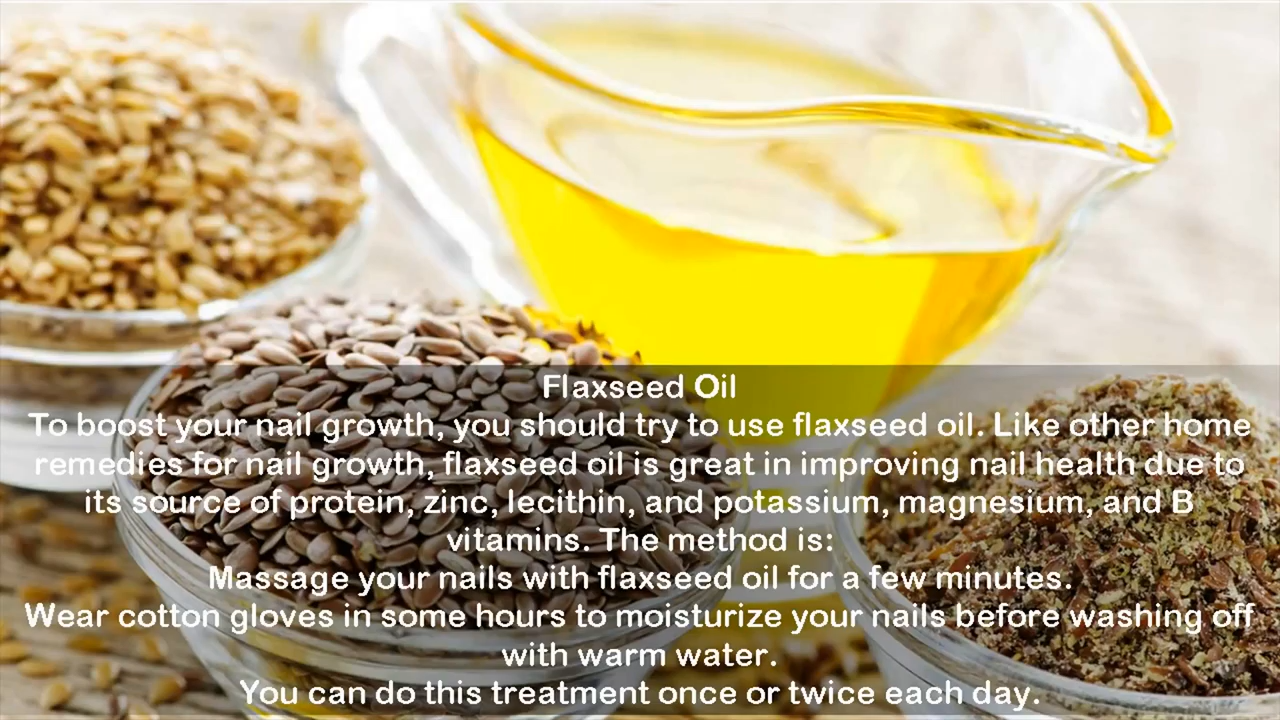 Flaxseed Oil
To boost your nail growth, you should try to use flaxseed oil. Like other home
remedies for nail growth, flaxseed oil is great in improving nail health due to
its source of protein, zinc, lecithin, and potassium, magnesium, and B
vitamins. The method is:
Massage your nails with flaxseed oil for a few minutes.
Wear cotton gloves in some hours to moisturize your nails before washing off
with warm water.
You can do this treatment once or twice each day.